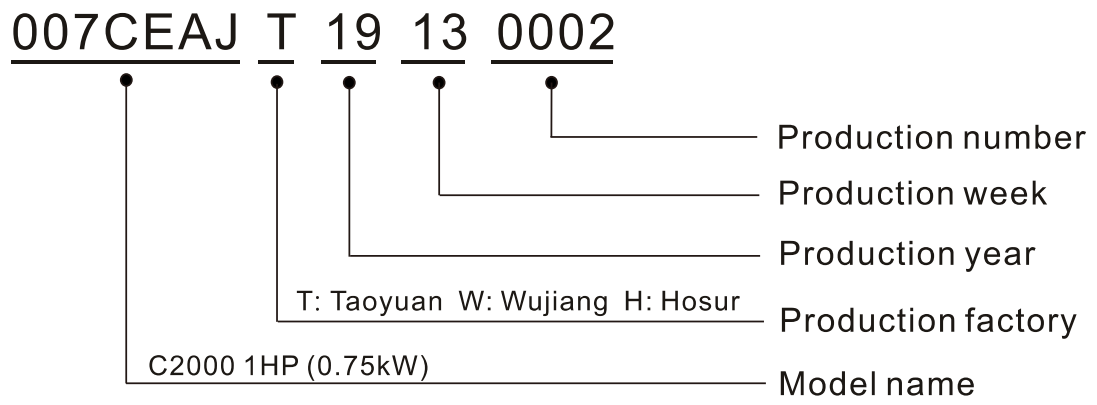 007CEAJ T 19 13 0002
Production number
Production week
Production year
T: Taoyuan W: Wujiang H: Hosur
Production factory
C2000 1HP (0.75kW)
Model name